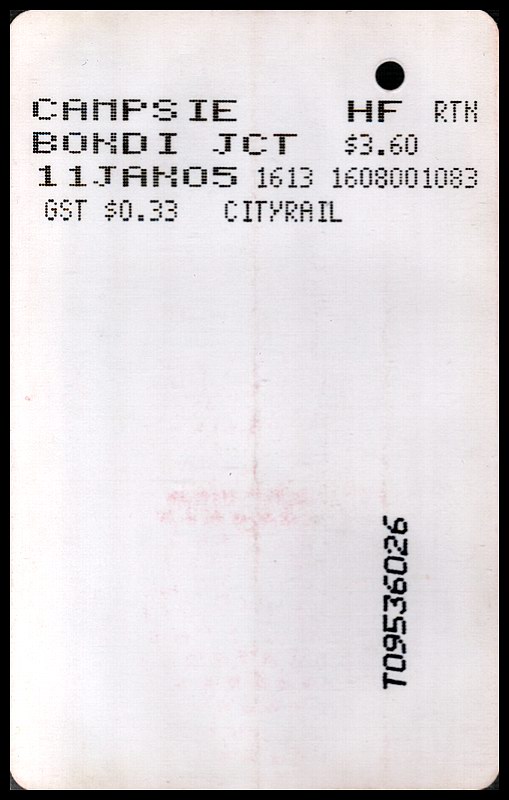 CAMPSIE HF RTN
BONDI JCT $3.60
11JAN05 1613 1608001083
GST $0.33 CITYRAIL
T09536026